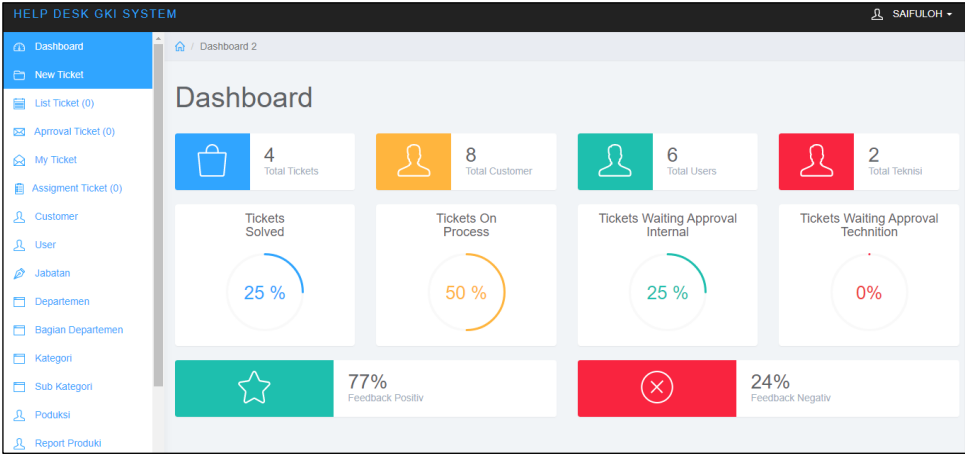 HELP DESK GKI SYSTEM
SAIFULOH
Dashboard
New Ticket
List Ticket (0)
Aprroval Ticket (0)
My Ticket
Assigment Ticket (0)
Customer
User
Jabatan
Departemen
Bagian Departemen
Kategori
Sub Kategori
Poduksi
Report Produki
/ Dashboard 2
Dashboard
4
Total Tickets
8
Total Customer
6
Total Users
2
Total Teknisi
Tickets
Solved
25 %
Tickets On
Process
50 %
Tickets Waiting Approval
Internal
25 %
Tickets Waiting Approval
Technition
0%
77%
Feedback Positiv
24%
Feedback Negativ